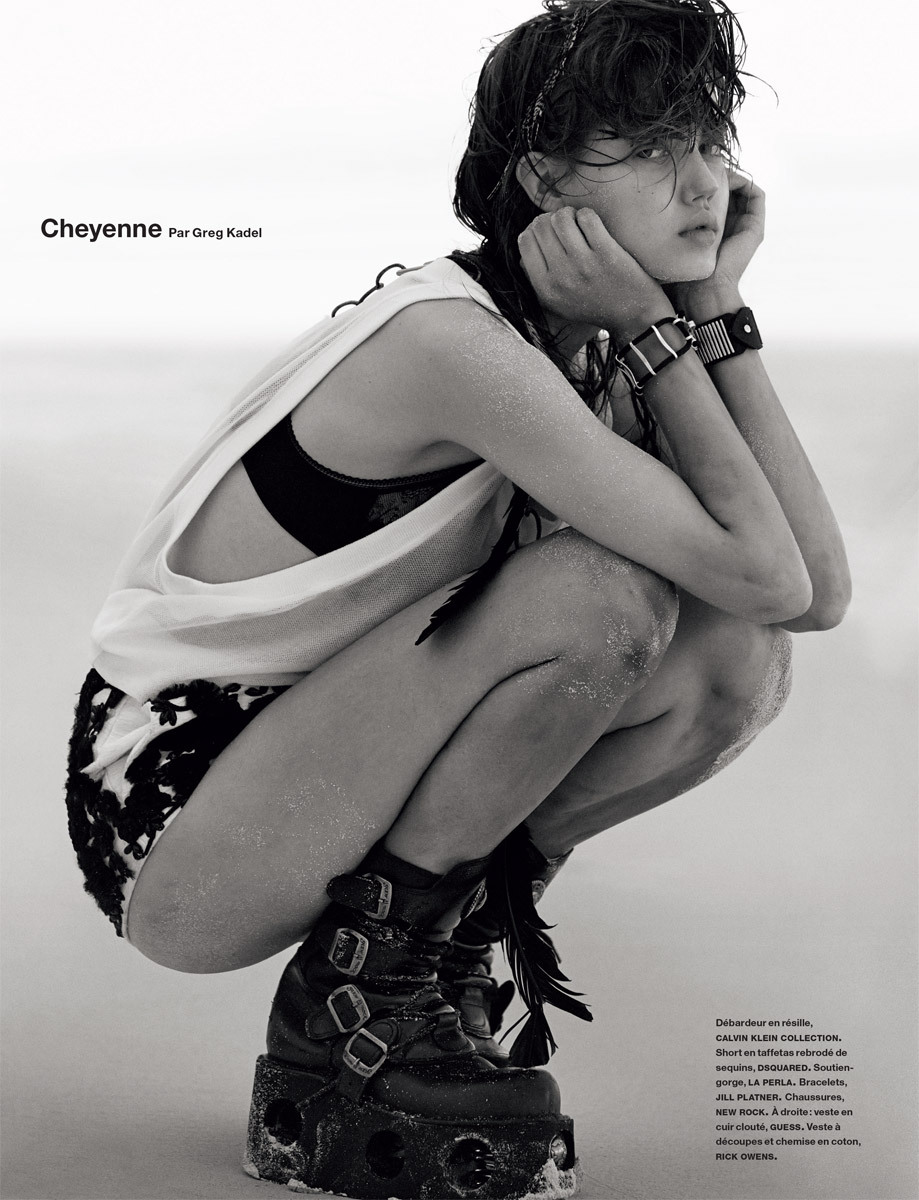 Cheyenne Par Greg Kadel
Débardeur en résille,
CALVIN KLEIN COLLECTION.
Short en taffetas rebrodé de
sequins, DSQUARED. Soutien-
gorge, LA PERLA. Bracelets,
JILL PLATNER. Chaussures,
NEW ROCK. À droite : veste en
cuir clouté, GUESS. Veste à
découpes et chemise en coton,
RICK OWENS.